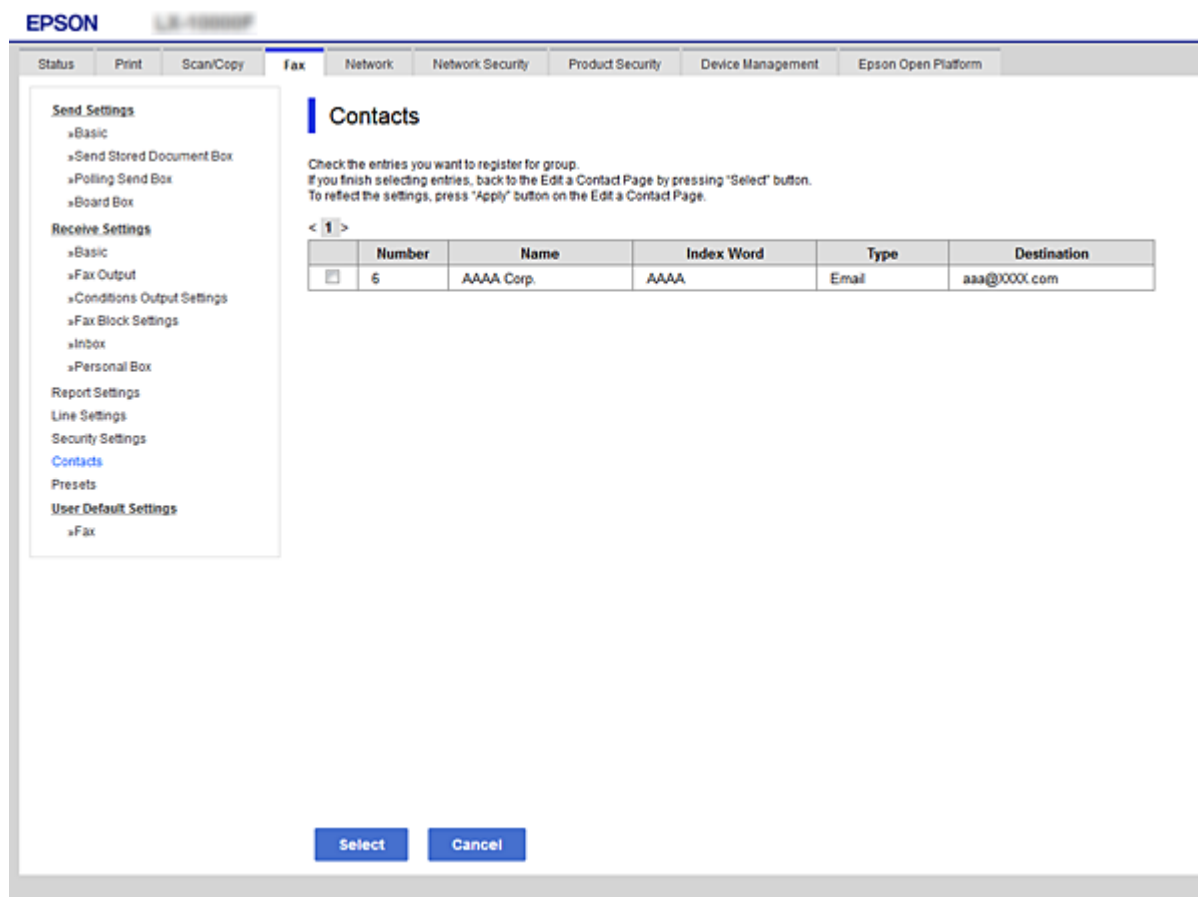 EPSON
Status Print Scan/Copy Fax Network Network Security Product Security Device Management Epson Open Platform
Send Settings
»Basic
»Send Stored Document Box
»Polling Send Box
»Board Box
Receive Settings
»Basic
»Fax Output
»Conditions Output Settings
»Fax Block Settings
»Inbox
»Personal Box
Report Settings
Line Settings
Security Settings
Contacts
Presets
User Default Settings
»Fax
Contacts
Check the entries you want to register for group.
If you finish selecting entries, back to the Edit a Contact Page by pressing "Select" button.
To reflect the settings, press "Apply" button on the Edit a Contact Page.
< 1 >
Number Name Index Word Type Destination
6 AAAA Corp. AAAA Email aaa@XXXX.com
Select Cancel